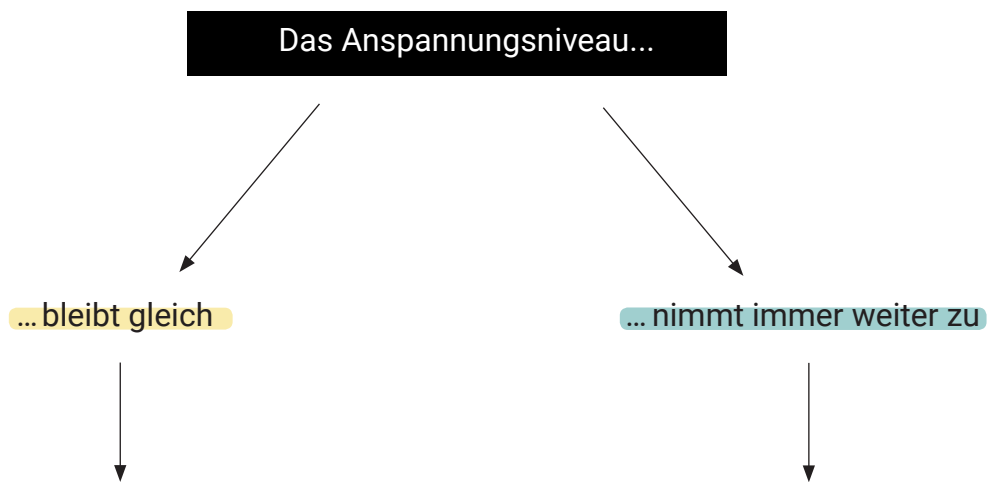 Das Anspannungsniveau...
... bleibt gleich
... nimmt immer weiter zu